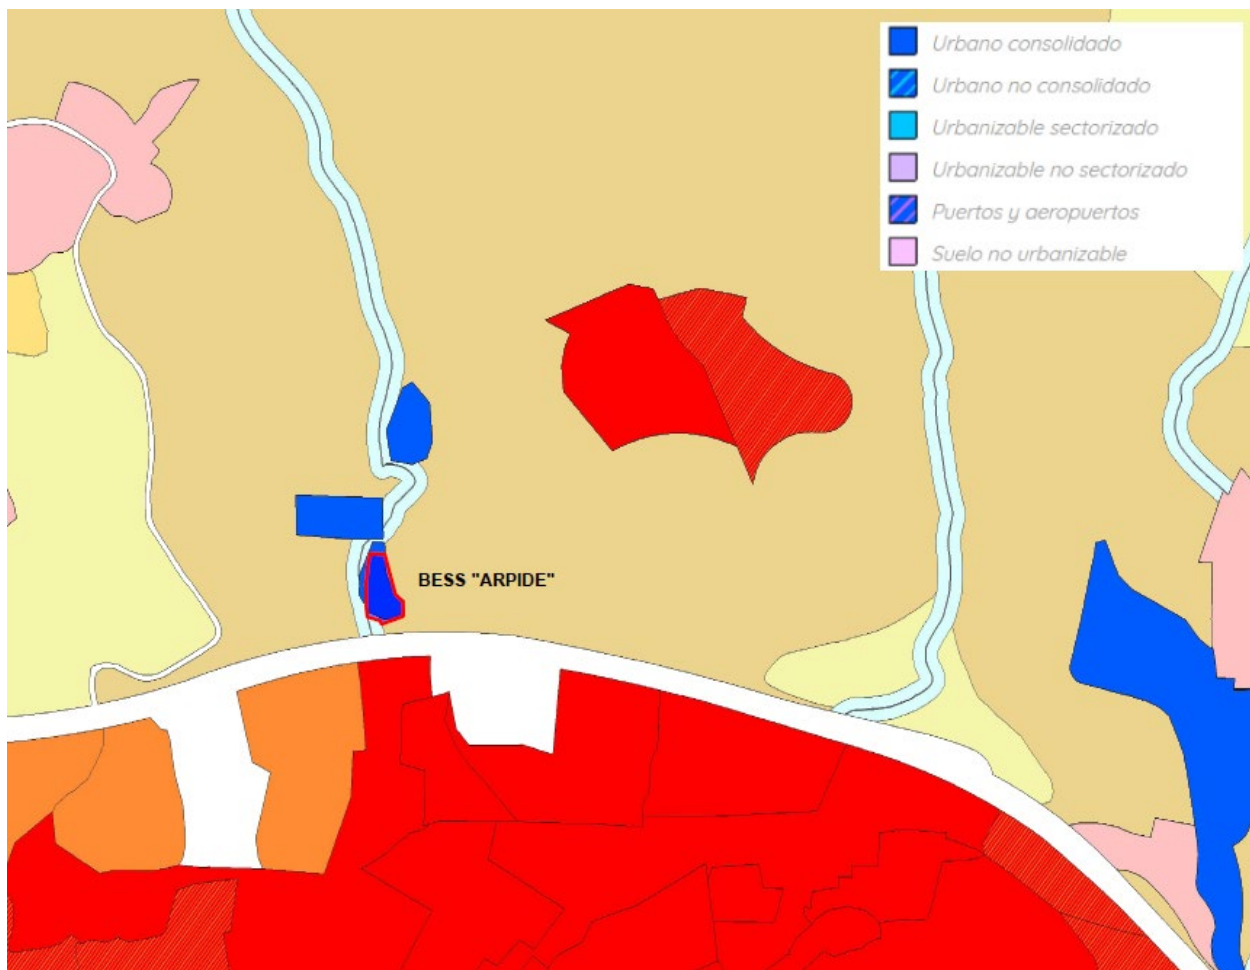 Urbano consolidado
Urbano no consolidado
Urbanizable sectorizado
Urbanizable no sectorizado
Puertos y aeropuertos
Suelo no urbanizable
BESS "ARPIDE"